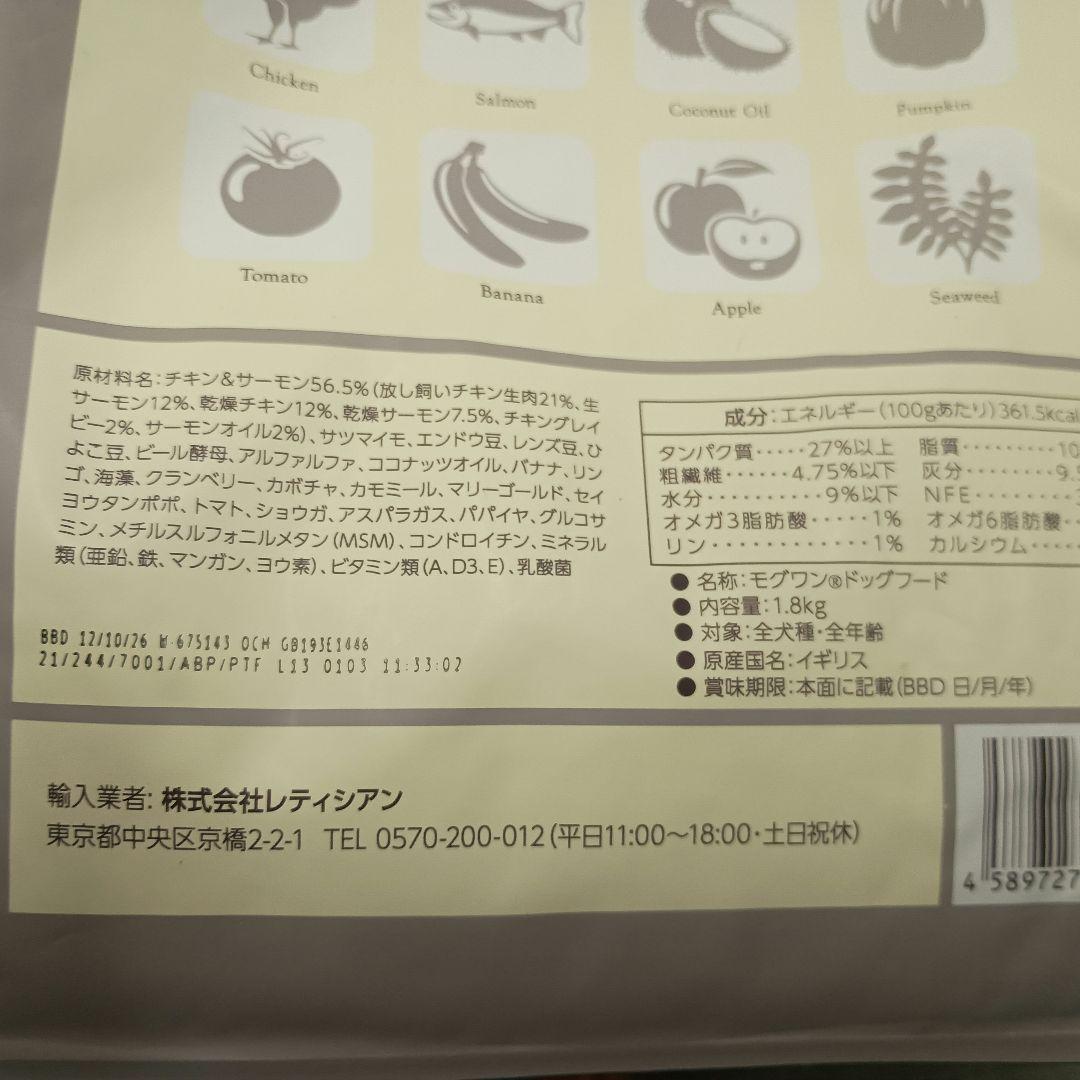 Chicken
Salmon
Coconut Oil
Pumpkin
Tomato
Banana
Apple
Seaweed
原材料名:チキン&サーモン56.5%(放し飼いチキン生肉21%、生
サーモン12%、乾燥チキン12%、乾燥サーモン7.5%、チキングレイ
ビー2%、サーモンオイル2%)、サツマイモ、エンドウ豆、レンズ豆、ひ
よこ豆、ビール酵母、アルファルファ、ココナッツオイル、バナナ、リン
ゴ、海藻、クランベリー、カボチャ、カモミール、マリーゴールド、セイ
ヨウタンポポ、トマト、ショウガ、アスパラガス、パパイヤ、グルコサ
ミン、メチルスルフォニルメタン(MSM)、コンドロイチン、ミネラル
類(亜鉛、鉄、マンガン、ヨウ素)、ビタミン類(A、D3、E)、乳酸菌
BBD 12/10/26 W-675143 OCM GB193E1446
21/244/7001/ABP/PTF L13 0103 11:33:02
成分:エネルギー(100gあたり)361.5kcal
タンパク質・・・・・27%以上 脂質・・・・・・・・・10
粗繊維・・・・・・4.75%以下 灰分・・・・・・・・9.5
水分・・・・・・・・・・9%以下 NFE・・・・・・・・
オメガ3脂肪酸・・・・・1% オメガ6脂肪酸・・
リン・・・・・・・・・・・・1% カルシウム・・・・・
●名称:モグワン®ドッグフード
●内容量:1.8kg
●対象:全犬種・全年齢
●原産国名:イギリス
●賞味期限:本面に記載(BBD 日/月/年)
輸入業者: 株式会社レティシアン
東京都中央区京橋2-2-1 TEL 0570-200-012(平日11:00～18:00・土日祝休)
4 589727